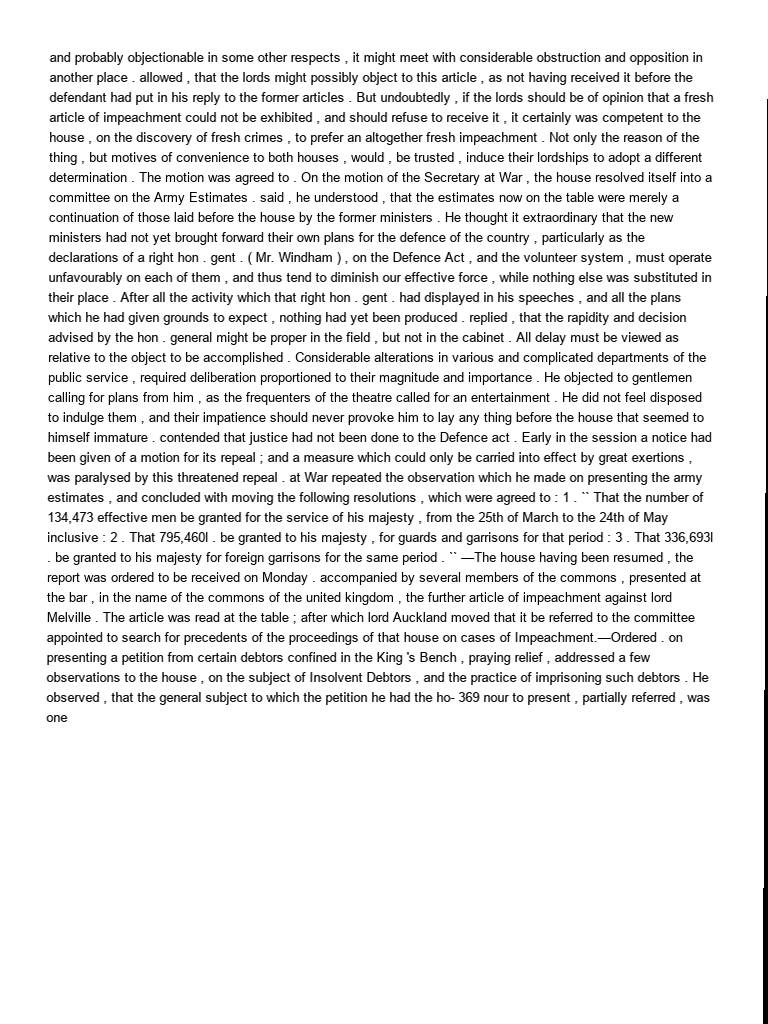 and probably objectionable in some other respects , it might meet with considerable obstruction and opposition in
another place . allowed , that the lords might possibly object to this article , as not having received it before the
defendant had put in his reply to the former articles . But undoubtedly , if the lords should be of opinion that a fresh
article of impeachment could not be exhibited , and should refuse to receive it , it certainly was competent to the
house , on the discovery of fresh crimes , to prefer an altogether fresh impeachment . Not only the reason of the
thing , but motives of convenience to both houses , would , be trusted , induce their lordships to adopt a different
determination . The motion was agreed to . On the motion of the Secretary at War , the house resolved itself into a
committee on the Army Estimates . said , he understood , that the estimates now on the table were merely a
continuation of those laid before the house by the former ministers . He thought it extraordinary that the new
ministers had not yet brought forward their own plans for the defence of the country , particularly as the
declarations of a right hon . gent . ( Mr. Windham ) , on the Defence Act , and the volunteer system , must operate
unfavourably on each of them , and thus tend to diminish our effective force , while nothing else was substituted in
their place . After all the activity which that right hon . gent . had displayed in his speeches , and all the plans
which he had given grounds to expect , nothing had yet been produced . replied , that the rapidity and decision
advised by the hon . general might be proper in the field , but not in the cabinet . All delay must be viewed as
relative to the object to be accomplished . Considerable alterations in various and complicated departments of the
public service , required deliberation proportioned to their magnitude and importance . He objected to gentlemen
calling for plans from him , as the frequenters of the theatre called for an entertainment . He did not feel disposed
to indulge them , and their impatience should never provoke him to lay any thing before the house that seemed to
himself immature . contended that justice had not been done to the Defence act . Early in the session a notice had
been given of a motion for its repeal ; and a measure which could only be carried into effect by great exertions ,
was paralysed by this threatened repeal . at War repeated the observation which he made on presenting the army
estimates , and concluded with moving the following resolutions , which were agreed to : 1 . `` That the number of
134,473 effective men be granted for the service of his majesty , from the 25th of March to the 24th of May
inclusive : 2 . That 795,460l . be granted to his majesty , for guards and garrisons for that period : 3 . That 336,693l
. be granted to his majesty for foreign garrisons for the same period . `` —The house having been resumed , the
report was ordered to be received on Monday . accompanied by several members of the commons , presented at
the bar , in the name of the commons of the united kingdom , the further article of impeachment against lord
Melville . The article was read at the table ; after which lord Auckland moved that it be referred to the committee
appointed to search for precedents of the proceedings of that house on cases of Impeachment.—Ordered . on
presenting a petition from certain debtors confined in the King 's Bench , praying relief , addressed a few
observations to the house , on the subject of Insolvent Debtors , and the practice of imprisoning such debtors . He
observed , that the general subject to which the petition he had the ho- 369 nour to present , partially referred , was
one